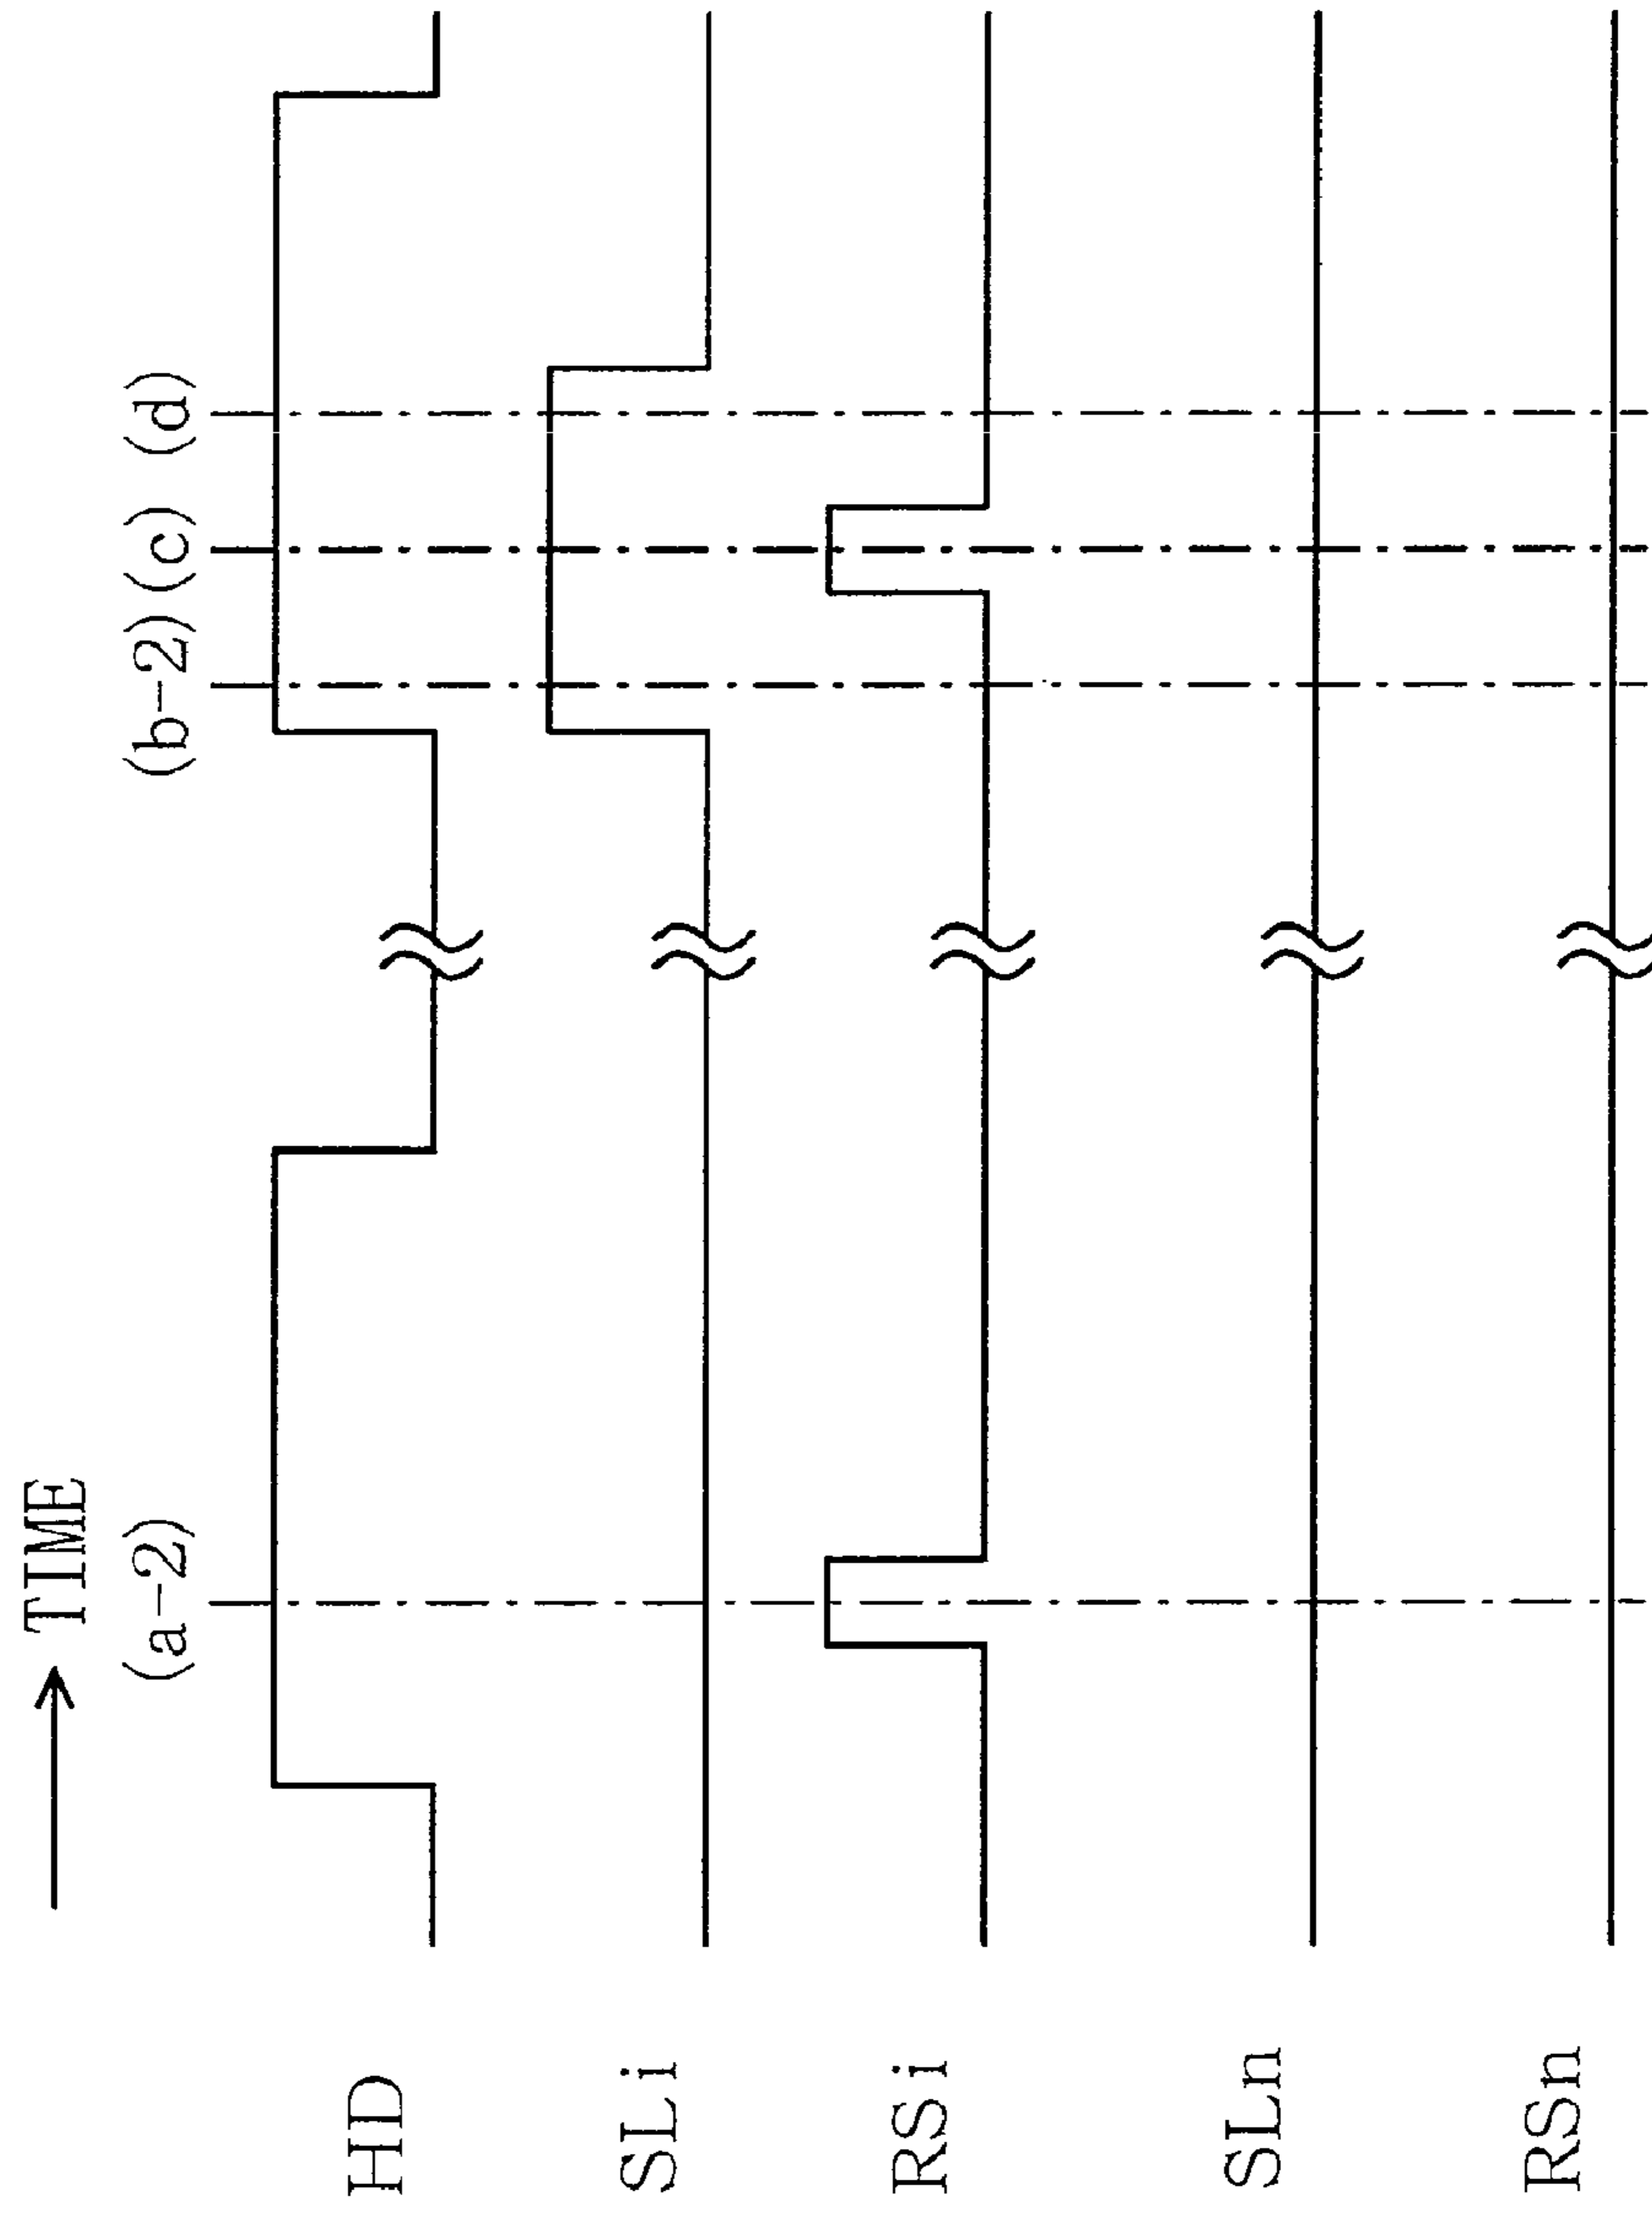 TIME
(a-2)
(b-2)
(c)
(d)
HD
SLi
RSi
SLn
RSn